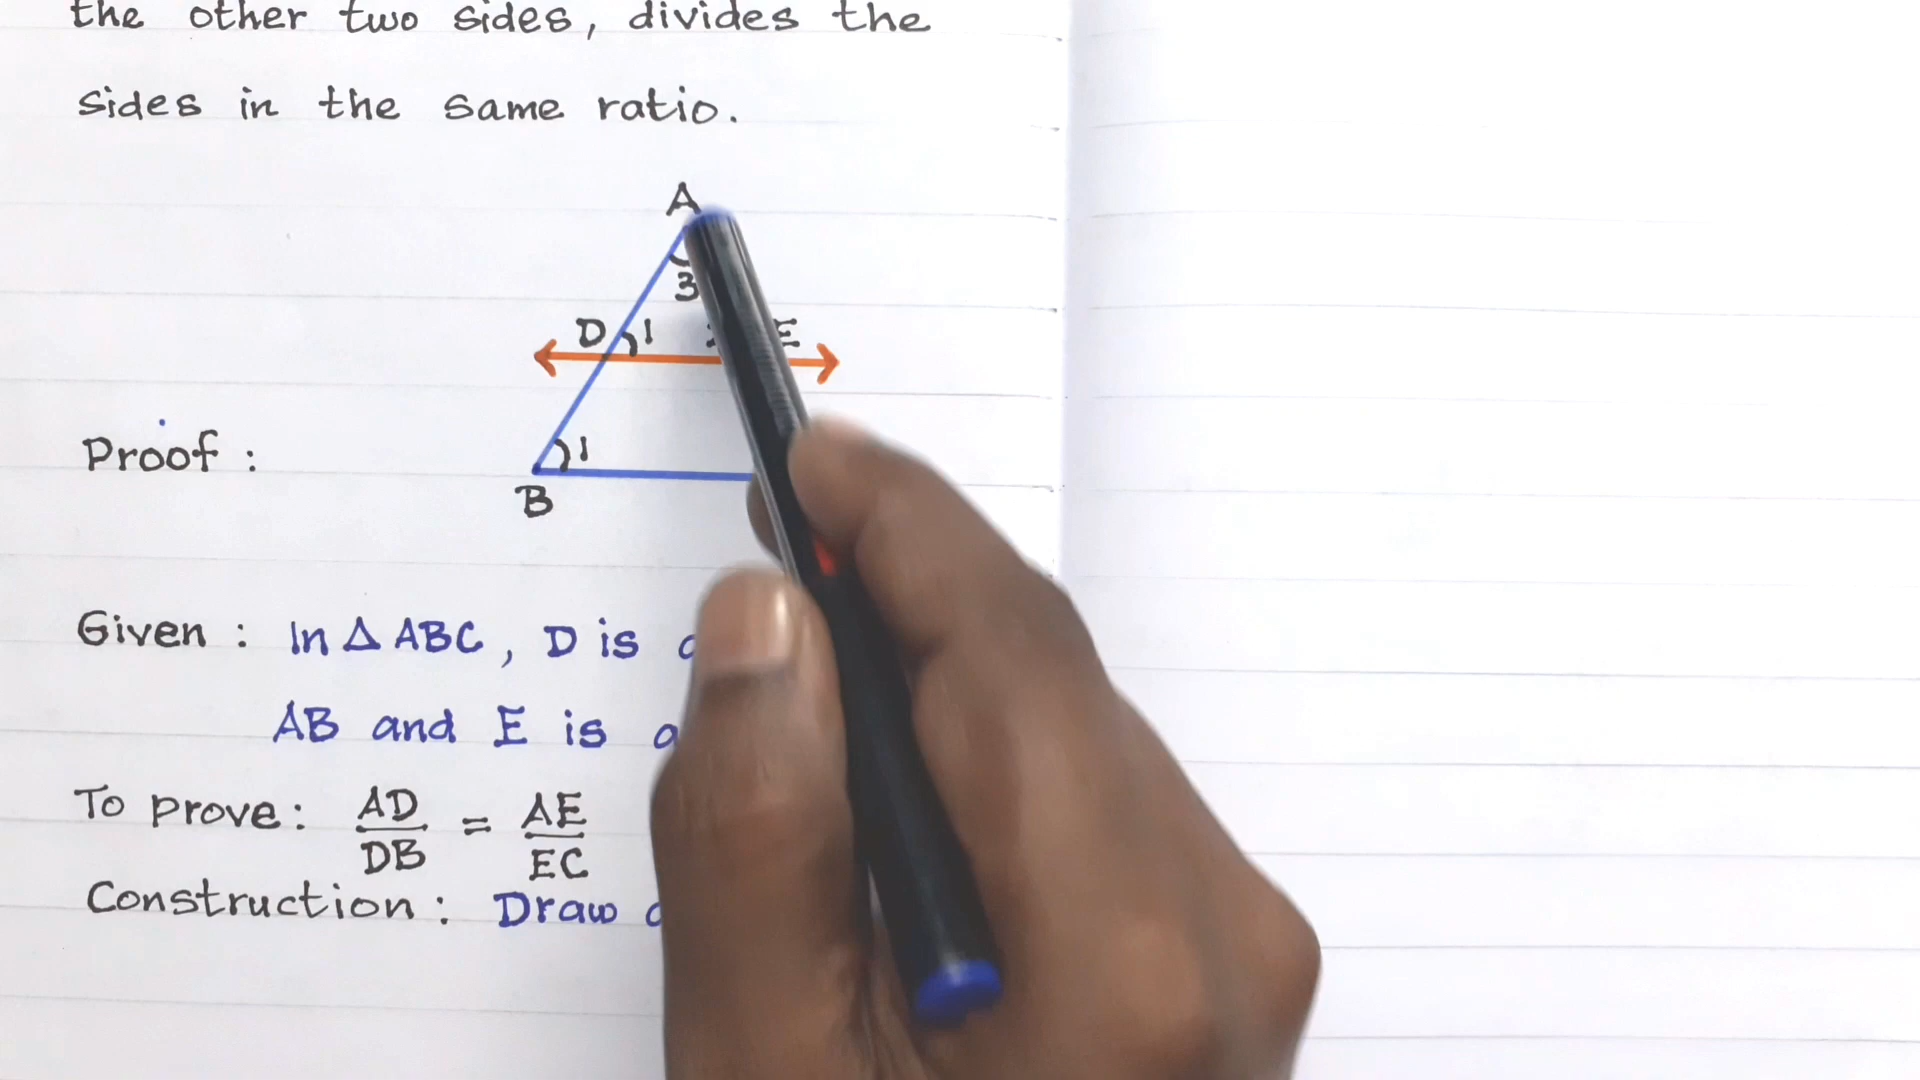 the other two sides, divides the
sides in the same ratio.
A
3
D 1 E
Proof :
1
B
Given : In Δ ABC, D is
AB and E is
To prove: AD/DB = AE/EC
Construction: Draw